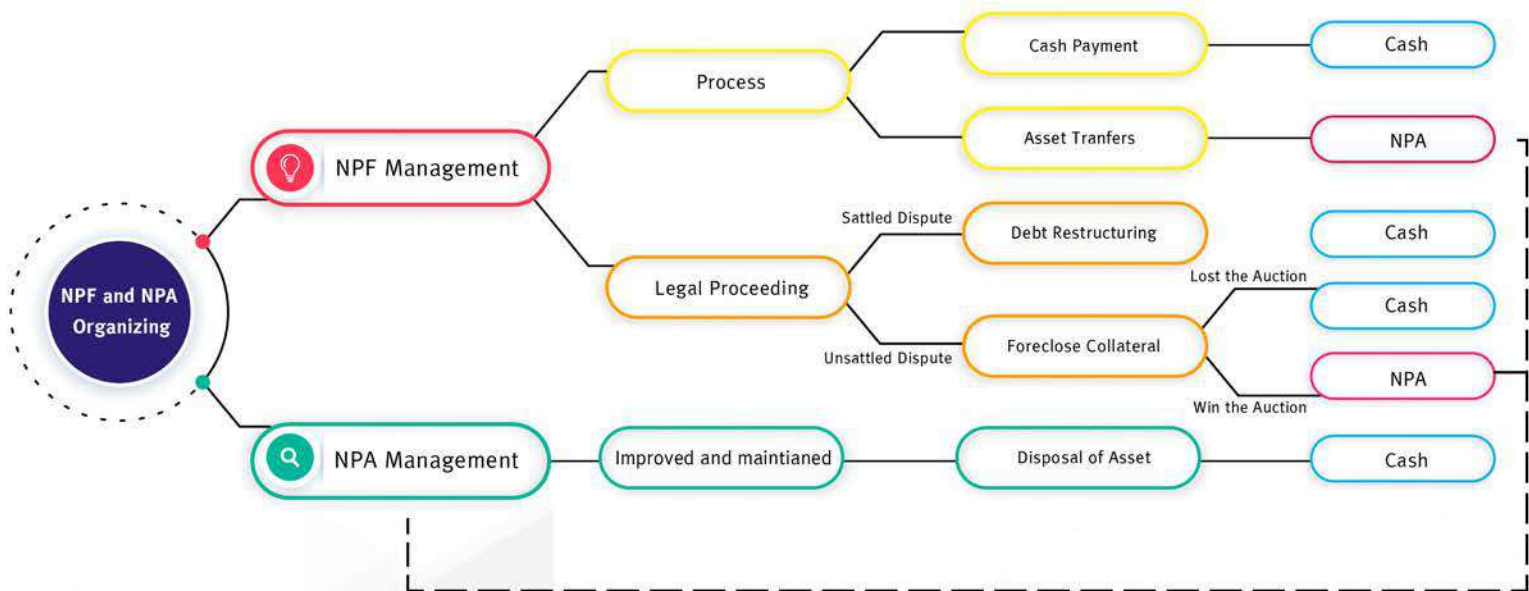 NPF and NPA
Organizing
NPF Management
Process
Cash Payment
Cash
Asset Tranfers
NPA
Legal Proceeding
Sattled Dispute
Debt Restructuring
Cash
Unsattled Dispute
Foreclose Collateral
Lost the Auction
Cash
Win the Auction
NPA
NPA Management
Improved and maintianed
Disposal of Asset
Cash